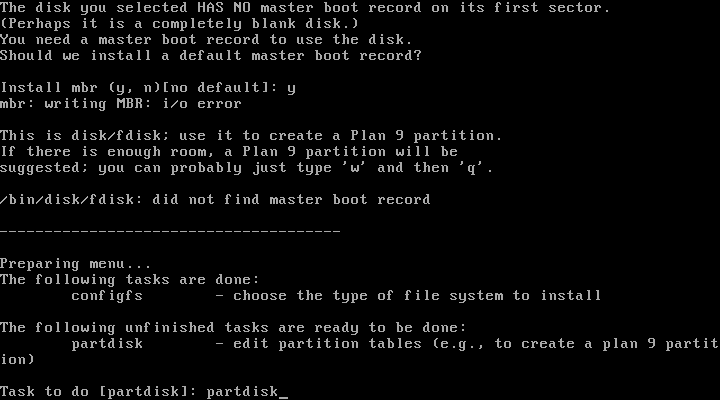 The disk you selected HAS NO master boot record on its first sector.
(Perhaps it is a completely blank disk.)
You need a master boot record to use the disk.
Should we install a default master boot record?
Install mbr (y, n)[no default]: y
mbr: writing MBR: i/o error
This is disk/fdisk; use it to create a Plan 9 partition.
If there is enough room, a Plan 9 partition will be
suggested; you can probably just type 'w' and then 'q'.
/bin/disk/fdisk: did not find master boot record
--------------------------------------
Preparing menu...
The following tasks are done:
        configfs        - choose the type of file system to install
The following unfinished tasks are ready to be done:
        partdisk        - edit partition tables (e.g., to create a plan 9 partit
ion)
Task to do [partdisk]: partdisk_